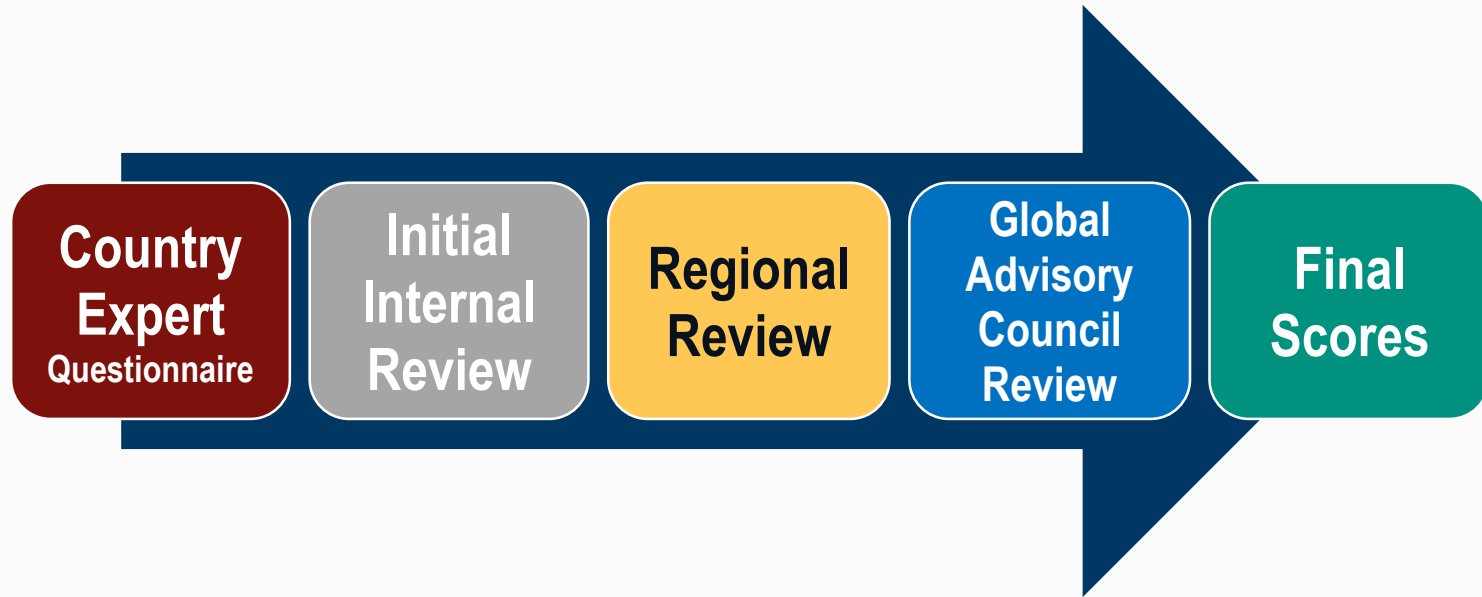 Country
Expert
Questionnaire
Initial
Internal
Review
Regional
Review
Global
Advisory
Council
Review
Final
Scores